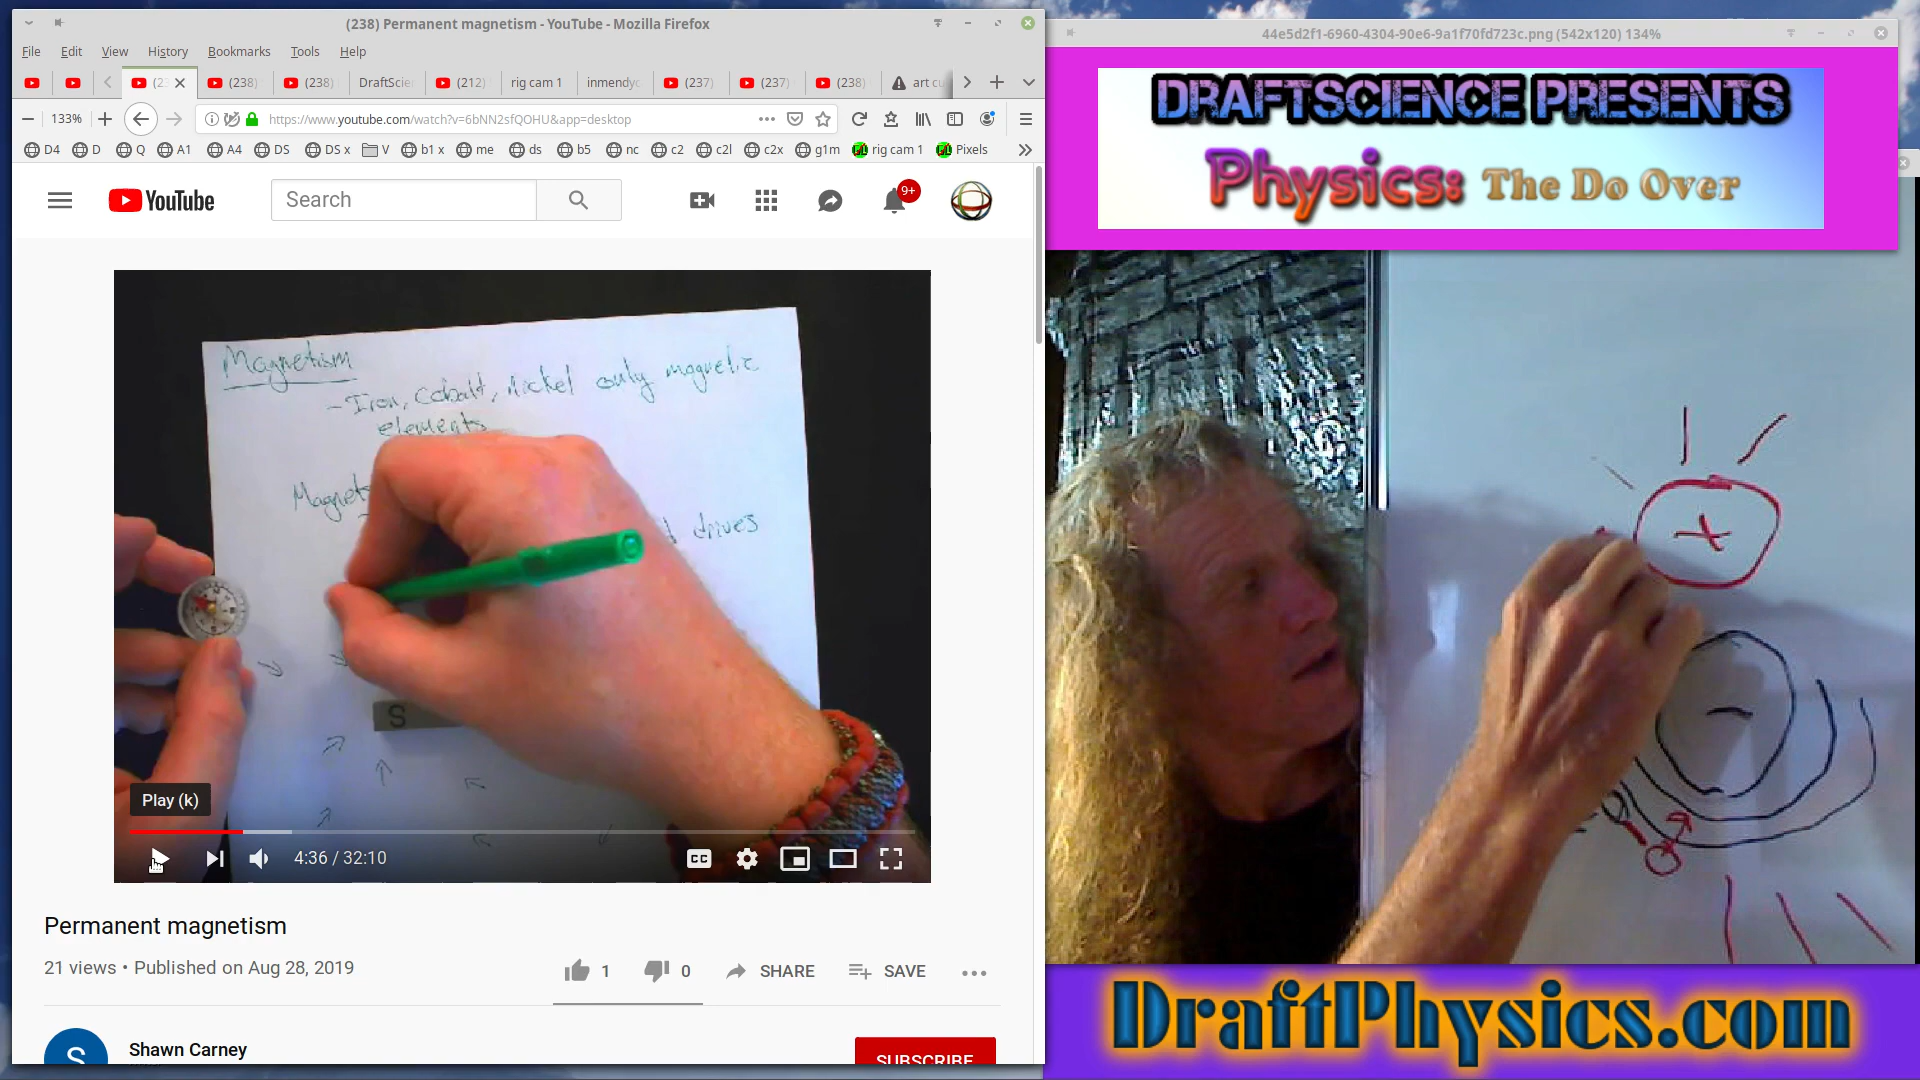 (238) Permanent magnetism - YouTube - Mozilla Firefox
File Edit View History Bookmarks Tools Help
(2 (238) (238) DraftScie (212) rig cam 1 inmendyc (237) (237) (238) art cu
133% https://www.youtube.com/watch?v=6bNN2sfQOHU&app=desktop
D4 D Q A1 A4 DS DS x V b1 x me ds b5 nc c2 c2l c2x g1m rig cam 1 Pixels
YouTube Search 9+
Magnetism
- Iron, Cobalt, Nickel only magnetic
elements
Magnet
drives
S
Play (k)
4:36 / 32:10 CC
Permanent magnetism
21 views • Published on Aug 28, 2019 1 0 SHARE SAVE
S Shawn Carney SUBSCRIBE
44e5d2f1-6960-4304-90e6-9a1f70fd723c.png (542x120) 134%
DRAFTSCIENCE PRESENTS
Physics: The Do Over
+
-
DraftPhysics.com